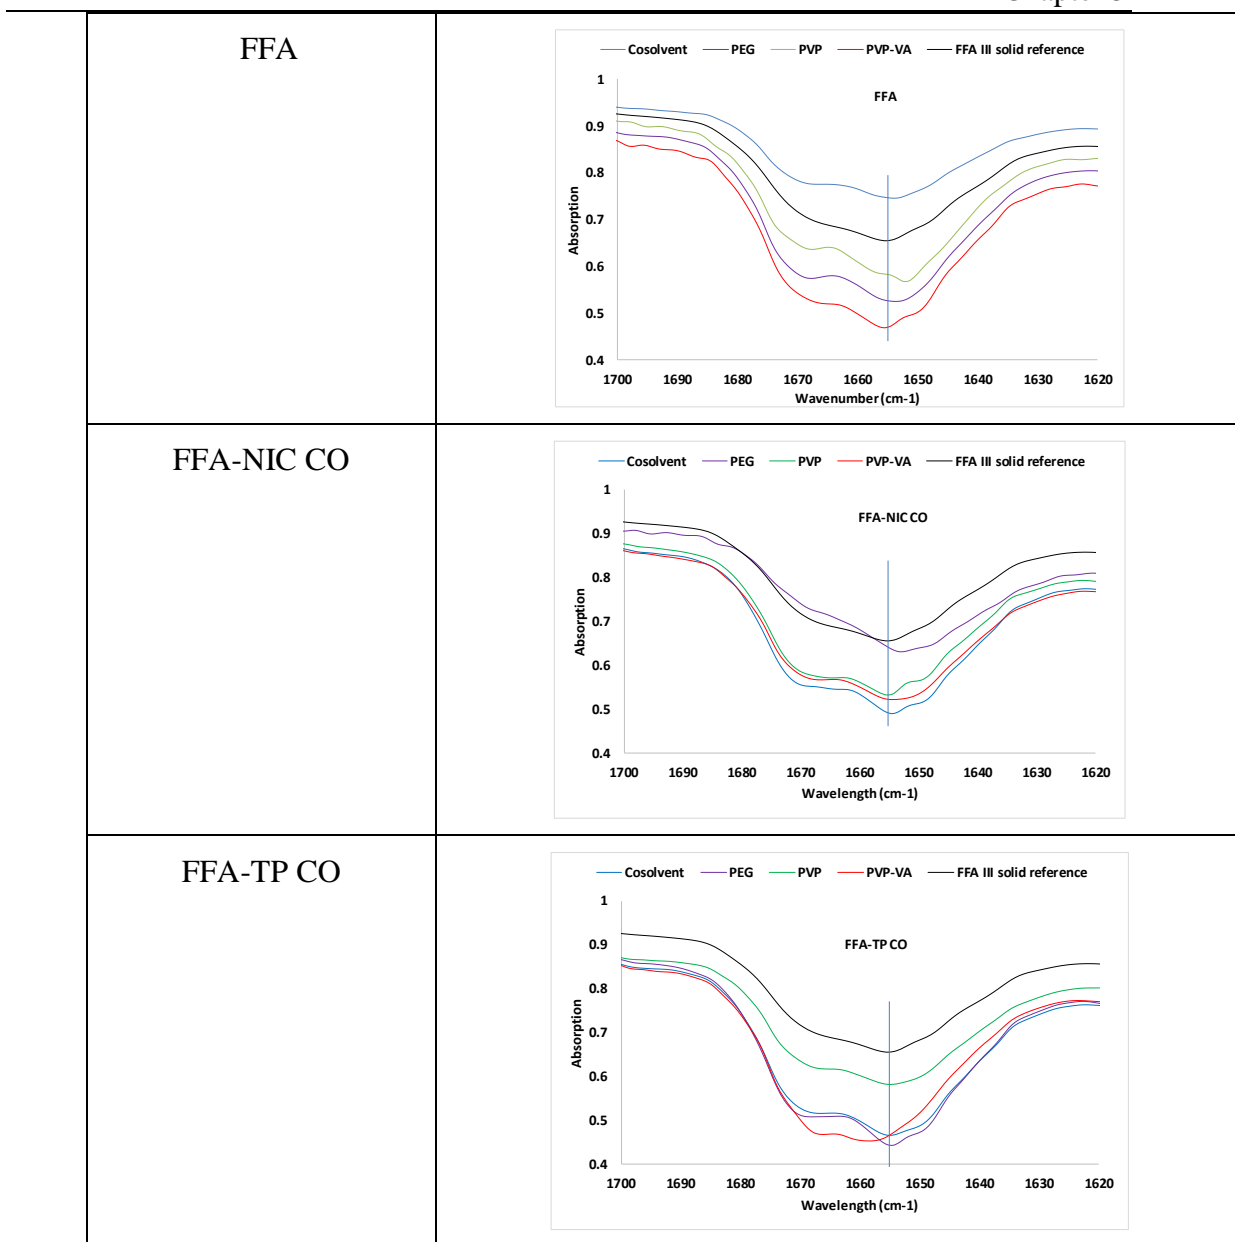 FFA
Cosolvent PEG PVP PVP-VA FFA III solid reference
FFA
1
0.9
0.8
0.7
0.6
0.5
0.4
Absorption
1700 1690 1680 1670 1660 1650 1640 1630 1620
Wavenumber (cm-1)
FFA-NIC CO
Cosolvent PEG PVP PVP-VA FFA III solid reference
FFA-NIC CO
1
0.9
0.8
0.7
0.6
0.5
0.4
Absorption
1700 1690 1680 1670 1660 1650 1640 1630 1620
Wavelength (cm-1)
FFA-TP CO
Cosolvent PEG PVP PVP-VA FFA III solid reference
FFA-TP CO
1
0.9
0.8
0.7
0.6
0.5
0.4
Absorption
1700 1690 1680 1670 1660 1650 1640 1630 1620
Wavelength (cm-1)